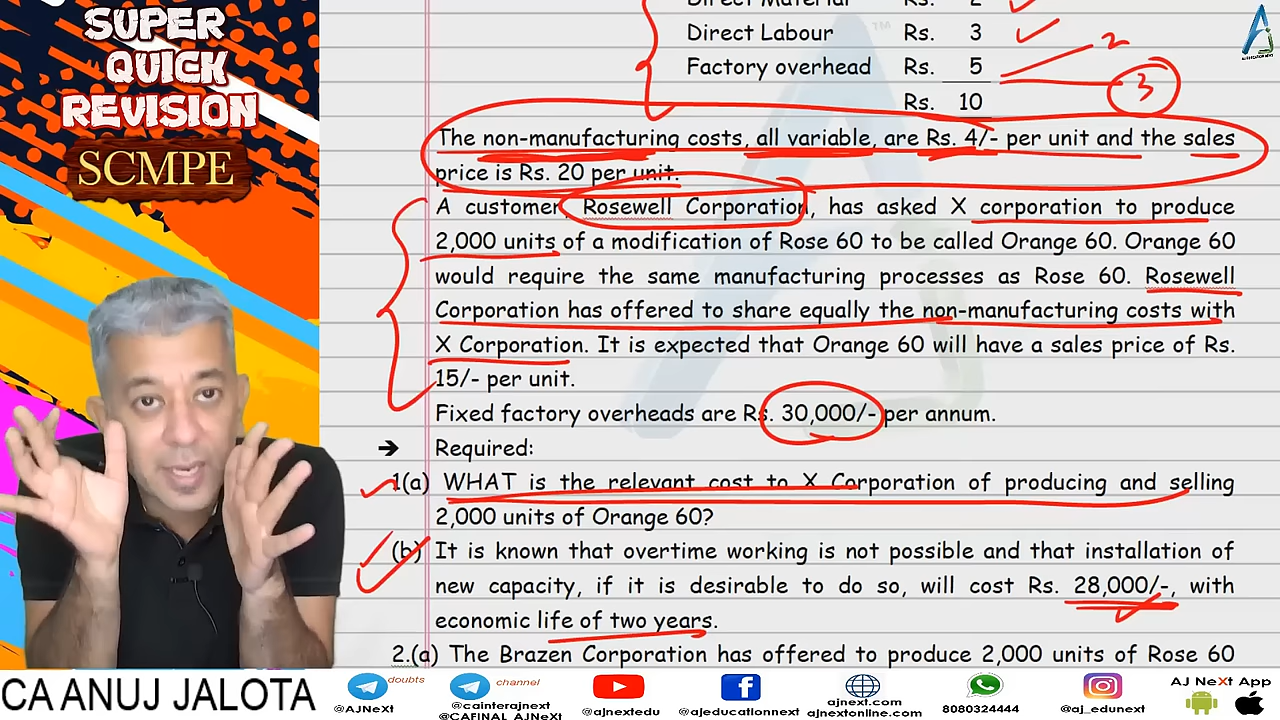 SUPER
QUICK
REVISION
SCMPE
Direct Material Rs. 2
Direct Labour Rs. 3
Factory overhead Rs. 5
2
3
Rs. 10
The non-manufacturing costs, all variable, are Rs. 4/- per unit and the sales
price is Rs. 20 per unit.
A customer, Rosewell Corporation, has asked X corporation to produce
2,000 units of a modification of Rose 60 to be called Orange 60. Orange 60
would require the same manufacturing processes as Rose 60. Rosewell
Corporation has offered to share equally the non-manufacturing costs with
X Corporation. It is expected that Orange 60 will have a sales price of Rs.
15/- per unit.
Fixed factory overheads are Rs. 30,000/- per annum.
➔ Required:
1(a) WHAT is the relevant cost to X Corporation of producing and selling
2,000 units of Orange 60?
(b) It is known that overtime working is not possible and that installation of
new capacity, if it is desirable to do so, will cost Rs. 28,000/-, with
economic life of two years.
2.(a) The Brazen Corporation has offered to produce 2,000 units of Rose 60
CA ANUJ JALOTA
doubts
@AJNeXt
channel
@cainterajnext
@CAFINAL_AJNeXt
@ajnextedu
@ajeducationnext
ajnext.com
ajnextonline.com
8080324444
@aj_edunext
AJ NeXt App